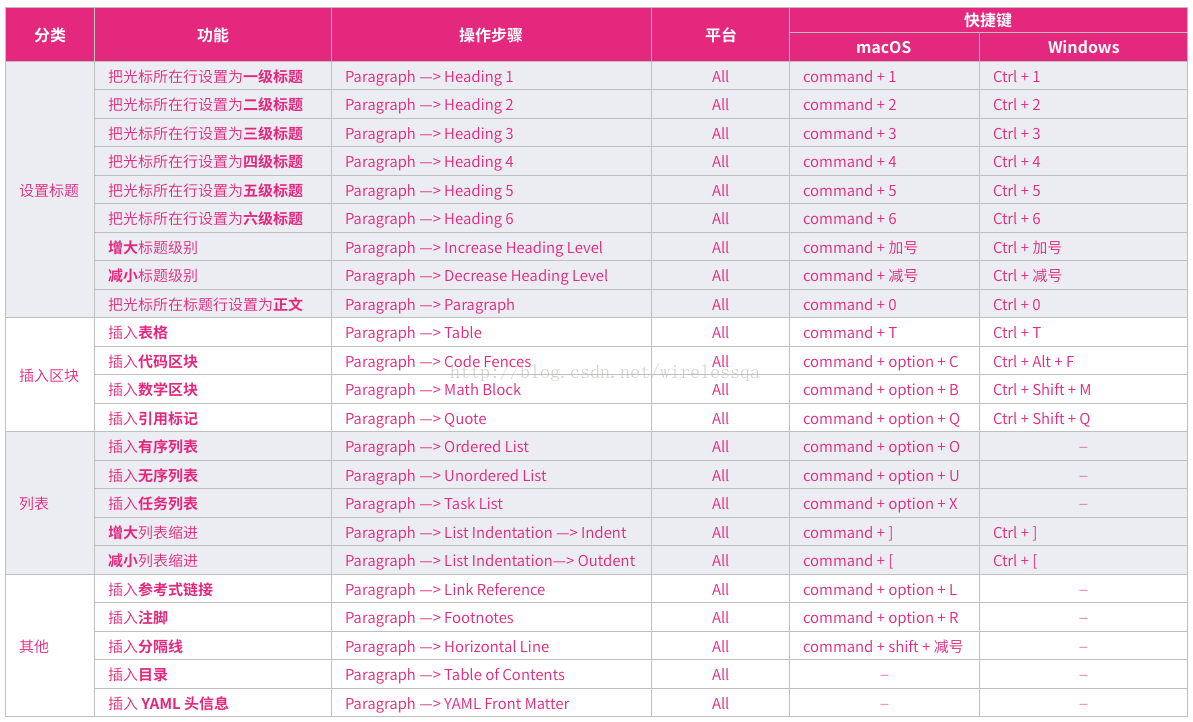 分类 功能 操作步骤 平台 快捷键
macOS Windows
设置标题
把光标所在行设置为一级标题 Paragraph —> Heading 1 All command + 1 Ctrl + 1
把光标所在行设置为二级标题 Paragraph —> Heading 2 All command + 2 Ctrl + 2
把光标所在行设置为三级标题 Paragraph —> Heading 3 All command + 3 Ctrl + 3
把光标所在行设置为四级标题 Paragraph —> Heading 4 All command + 4 Ctrl + 4
把光标所在行设置为五级标题 Paragraph —> Heading 5 All command + 5 Ctrl + 5
把光标所在行设置为六级标题 Paragraph —> Heading 6 All command + 6 Ctrl + 6
增大标题级别 Paragraph —> Increase Heading Level All command + 加号 Ctrl + 加号
减小标题级别 Paragraph —> Decrease Heading Level All command + 减号 Ctrl + 减号
把光标所在标题行设置为正文 Paragraph —> Paragraph All command + 0 Ctrl + 0
插入区块
插入表格 Paragraph —> Table All command + T Ctrl + T
插入代码区块 Paragraph —> Code Fences All command + option + C Ctrl + Alt + F
http://blog.csdn.net/wirelessqa
插入数学区块 Paragraph —> Math Block All command + option + B Ctrl + Shift + M
插入引用标记 Paragraph —> Quote All command + option + Q Ctrl + Shift + Q
列表
插入有序列表 Paragraph —> Ordered List All command + option + O –
插入无序列表 Paragraph —> Unordered List All command + option + U –
插入任务列表 Paragraph —> Task List All command + option + X –
增大列表缩进 Paragraph —> List Indentation —> Indent All command + ] Ctrl + ]
减小列表缩进 Paragraph —> List Indentation—> Outdent All command + [ Ctrl + [
其他
插入参考式链接 Paragraph —> Link Reference All command + option + L –
插入注脚 Paragraph —> Footnotes All command + option + R –
插入分隔线 Paragraph —> Horizontal Line All command + shift + 减号 –
插入目录 Paragraph —> Table of Contents All – –
插入 YAML 头信息 Paragraph —> YAML Front Matter All – –